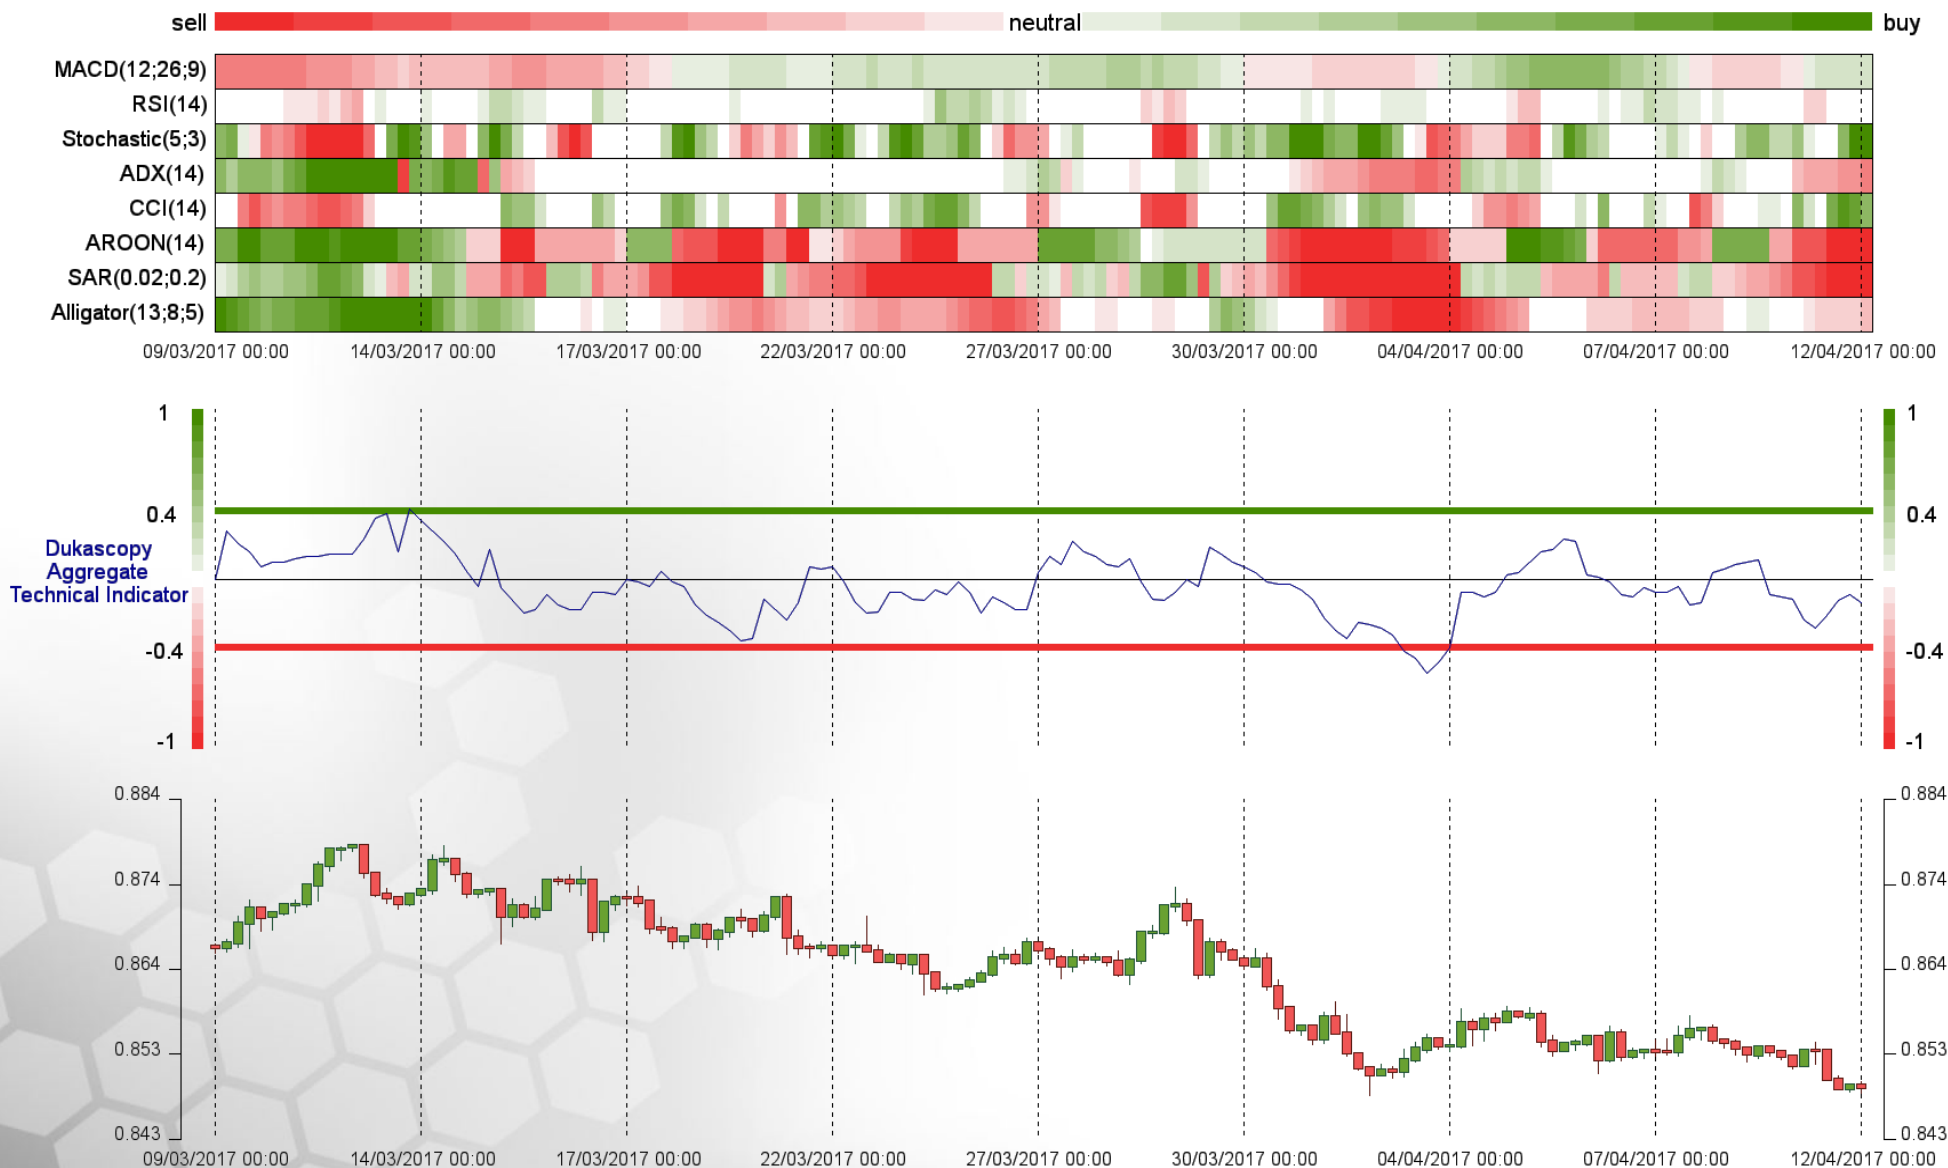 sell neutral buy
MACD(12;26;9)
RSI(14)
Stochastic(5;3)
ADX(14)
CCI(14)
AROON(14)
SAR(0.02;0.2)
Alligator(13;8;5)
09/03/2017 00:00 14/03/2017 00:00 17/03/2017 00:00 22/03/2017 00:00 27/03/2017 00:00 30/03/2017 00:00 04/04/2017 00:00 07/04/2017 00:00 12/04/2017 00:00
1 1
0.4 0.4
Dukascopy
Aggregate
Technical Indicator
-0.4 -0.4
-1 -1
0.884 0.884
0.874 0.874
0.864 0.864
0.853 0.853
0.843 0.843
09/03/2017 00:00 14/03/2017 00:00 17/03/2017 00:00 22/03/2017 00:00 27/03/2017 00:00 30/03/2017 00:00 04/04/2017 00:00 07/04/2017 00:00 12/04/2017 00:00